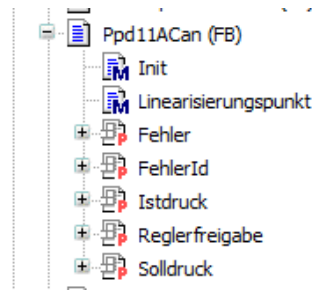 Ppd11ACan (FB)
Init
Linearisierungspunkt
Fehler
FehlerId
Istdruck
Reglerfreigabe
Solldruck